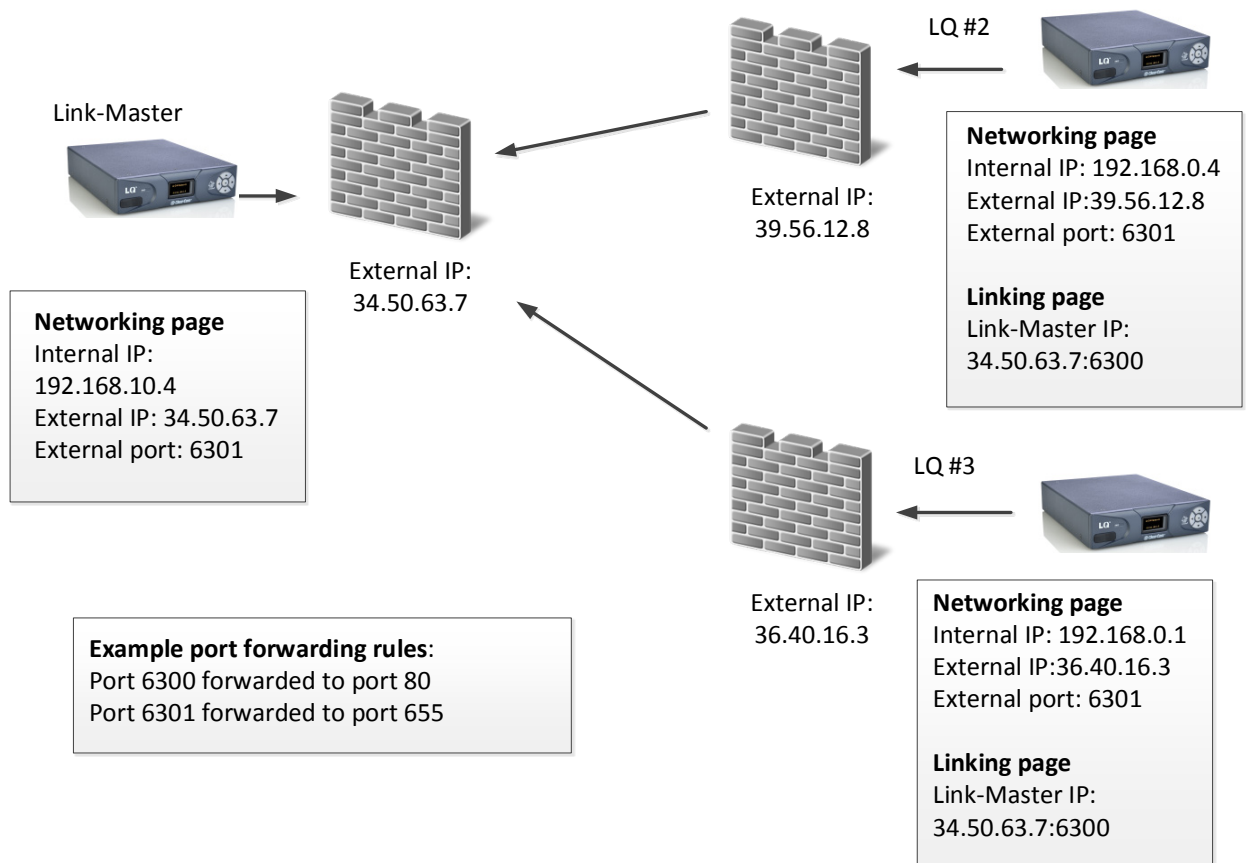 Link-Master
LQ
External IP:
34.50.63.7
Networking page
Internal IP:
192.168.10.4
External IP: 34.50.63.7
External port: 6301
LQ #2
LQ
External IP:
39.56.12.8
Networking page
Internal IP: 192.168.0.4
External IP:39.56.12.8
External port: 6301
Linking page
Link-Master IP:
34.50.63.7:6300
LQ #3
LQ
External IP:
36.40.16.3
Networking page
Internal IP: 192.168.0.1
External IP:36.40.16.3
External port: 6301
Linking page
Link-Master IP:
34.50.63.7:6300
Example port forwarding rules:
Port 6300 forwarded to port 80
Port 6301 forwarded to port 655